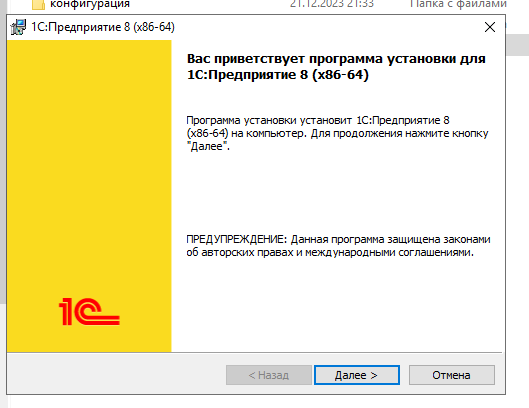 конфигурация 21.12.2023 21:33 Папка с файлами
1С:Предприятие 8 (x86-64)
Вас приветствует программа установки для
1С:Предприятие 8 (x86-64)
Программа установки установит 1С:Предприятие 8
(x86-64) на компьютер. Для продолжения нажмите кнопку
"Далее".
ПРЕДУПРЕЖДЕНИЕ: Данная программа защищена законами
об авторских правах и международными соглашениями.
1С
< Назад Далее > Отмена